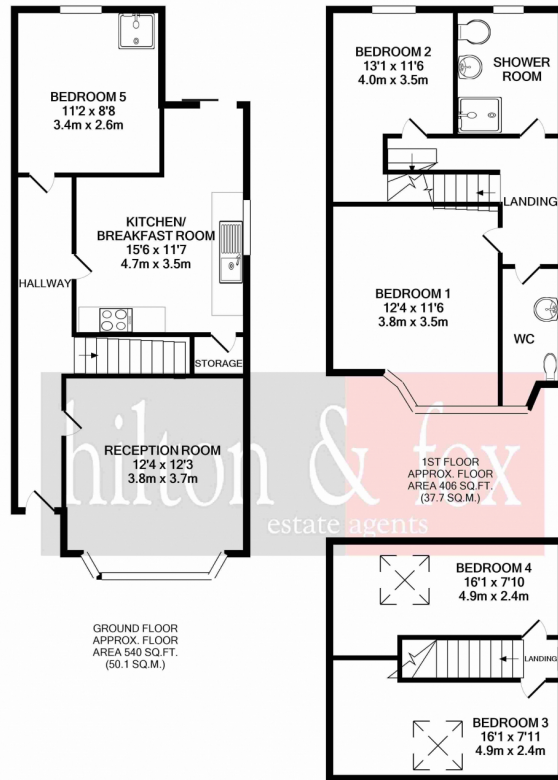 BEDROOM 5
11'2 x 8'8
3.4m x 2.6m
KITCHEN/
BREAKFAST ROOM
15'6 x 11'7
4.7m x 3.5m
HALLWAY
STORAGE
RECEPTION ROOM
12'4 x 12'3
3.8m x 3.7m
GROUND FLOOR
APPROX. FLOOR
AREA 540 SQ.FT.
(50.1 SQ.M.)
BEDROOM 2
13'1 x 11'6
4.0m x 3.5m
SHOWER
ROOM
LANDING
BEDROOM 1
12'4 x 11'6
3.8m x 3.5m
WC
1ST FLOOR
APPROX. FLOOR
AREA 406 SQ.FT.
(37.7 SQ.M.)
hilton & fox
estate agents
BEDROOM 4
16'1 x 7'10
4.9m x 2.4m
LANDING
BEDROOM 3
16'1 x 7'11
4.9m x 2.4m